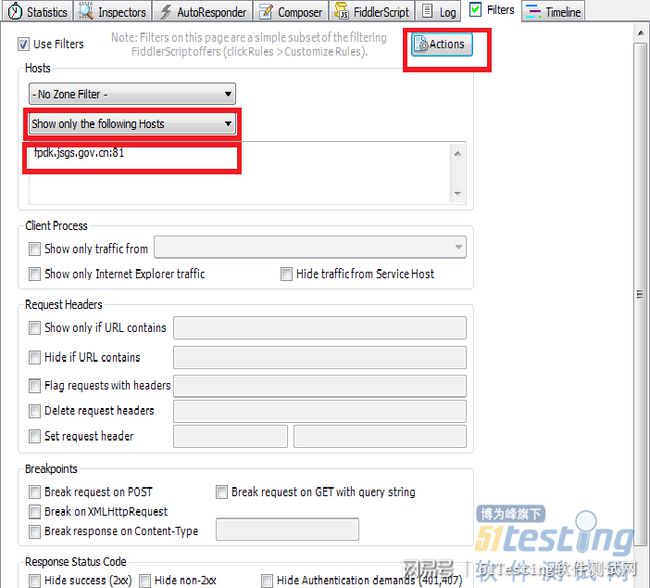 Statistics Inspectors AutoResponder Composer FiddlerScript Log Filters Timeline
Use Filters
Note: Filters on this page are a simple subset of the filtering
FiddlerScript offers (click Rules > Customize Rules).
Actions
Hosts
- No Zone Filter -
Show only the following Hosts
fpdk.jsgs.gov.cn:81
Client Process
Show only traffic from
Show only Internet Explorer traffic Hide traffic from Service Host
Request Headers
Show only if URL contains
Hide if URL contains
Flag requests with headers
Delete request headers
Set request header
Breakpoints
Break request on POST Break request on GET with query string
Break on XMLHttpRequest
Break response on Content-Type
博为峰旗下
51testing
Response Status Code
网易号 | 51Testing软件测试网
Hide success (2xx) Hide non-2xx Hide Authentication demands (401,407)